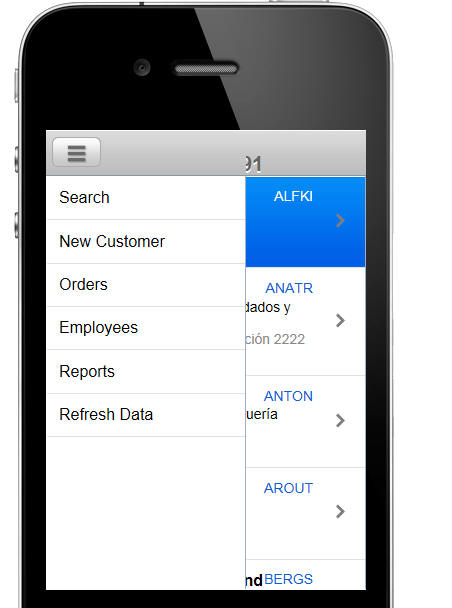 91
Search
New Customer
Orders
Employees
Reports
Refresh Data
ALFKI
ANATR
dados y
ción 2222
ANTON
uería
AROUT
nd BERGS